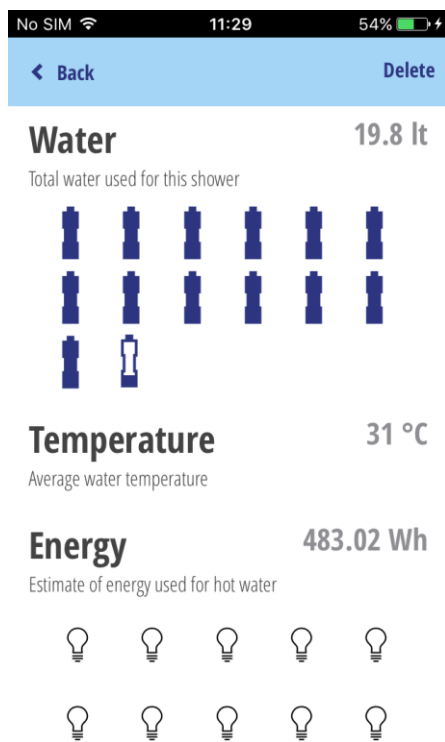 No SIM 11:29 54%
Back Delete
Water 19.8 lt
Total water used for this shower
Temperature 31 °C
Average water temperature
Energy 483.02 Wh
Estimate of energy used for hot water